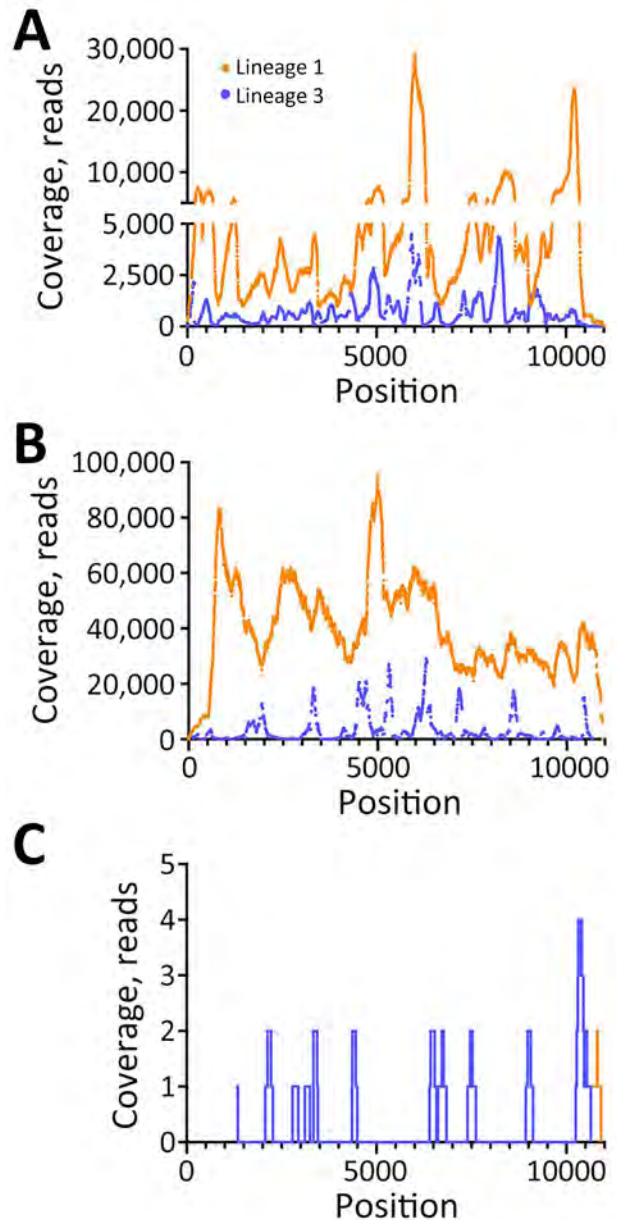 A
30,000
20,000
10,000
5,000
2,500
0
Coverage, reads
Lineage 1
Lineage 3
0
5000
10000
Position
B
100,000
80,000
60,000
40,000
20,000
0
Coverage, reads
0
5000
10000
Position
C
5
4
3
2
1
0
Coverage, reads
0
5000
10000
Position